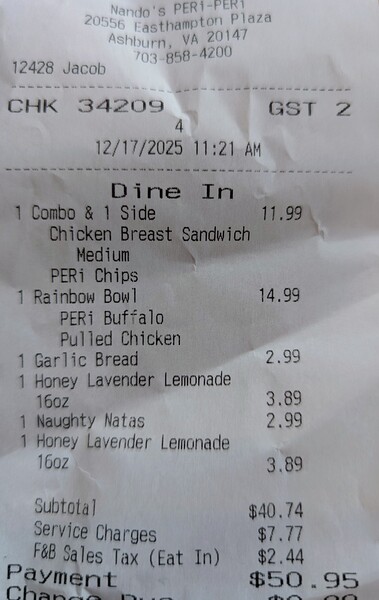 Nando's PERi-PERi
20556 Easthampton Plaza
Ashburn, VA 20147
703-858-4200
12428 Jacob
CHK 34209 GST 2
4
12/17/2025 11:21 AM
Dine In
1 Combo & 1 Side 11.99
Chicken Breast Sandwich
Medium
PERi Chips
1 Rainbow Bowl 14.99
PERi Buffalo
Pulled Chicken
1 Garlic Bread 2.99
1 Honey Lavender Lemonade
16oz 3.89
1 Naughty Natas 2.99
1 Honey Lavender Lemonade
16oz 3.89
Subtotal $40.74
Service Charges $7.77
F&B Sales Tax (Eat In) $2.44
Payment $50.95
Change